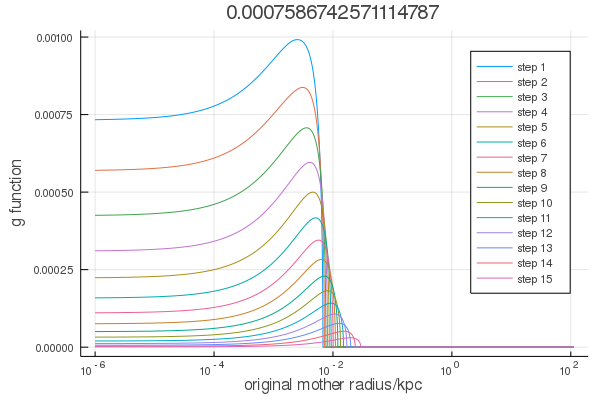 0.0007586742571114787
g function
0.00100
0.00075
0.00050
0.00025
0.00000
10^-6
10^-4
10^-2
10^0
10^2
original mother radius/kpc
step 1
step 2
step 3
step 4
step 5
step 6
step 7
step 8
step 9
step 10
step 11
step 12
step 13
step 14
step 15